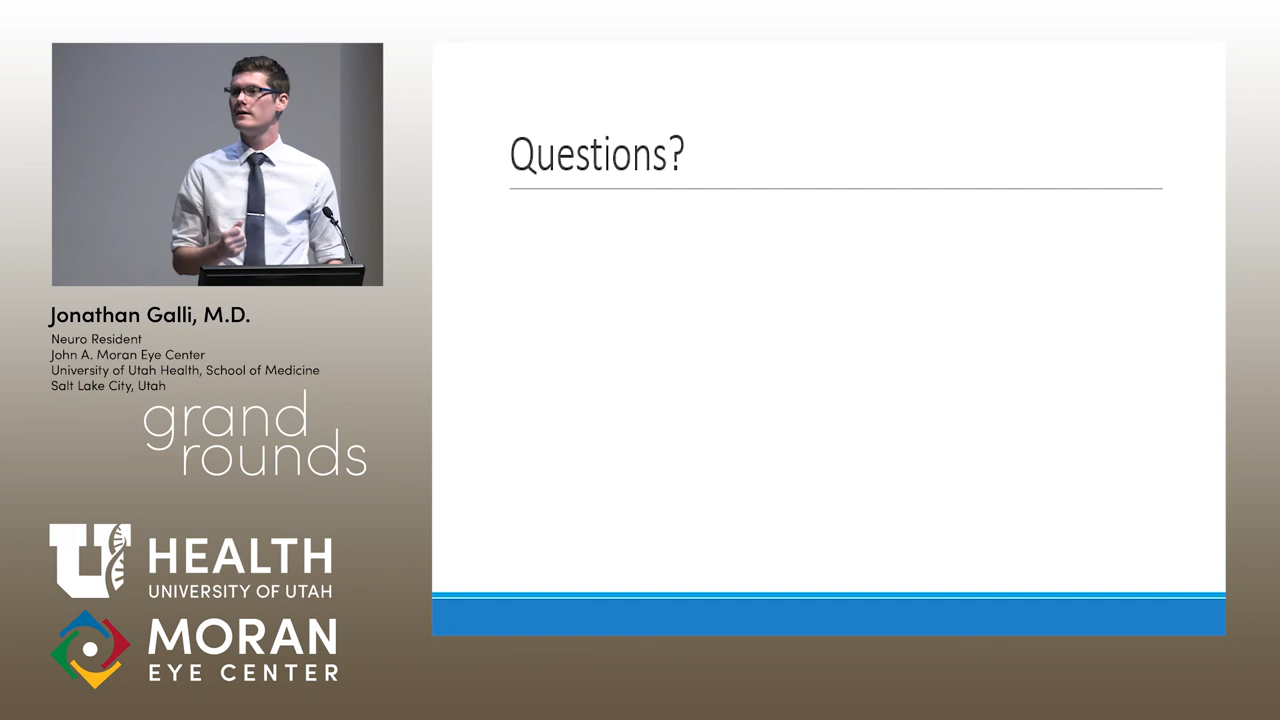 Questions?
Jonathan Galli, M.D.
Neuro Resident
John A. Moran Eye Center
University of Utah Health, School of Medicine
Salt Lake City, Utah
grand
rounds
U HEALTH
UNIVERSITY OF UTAH
MORAN
EYE CENTER